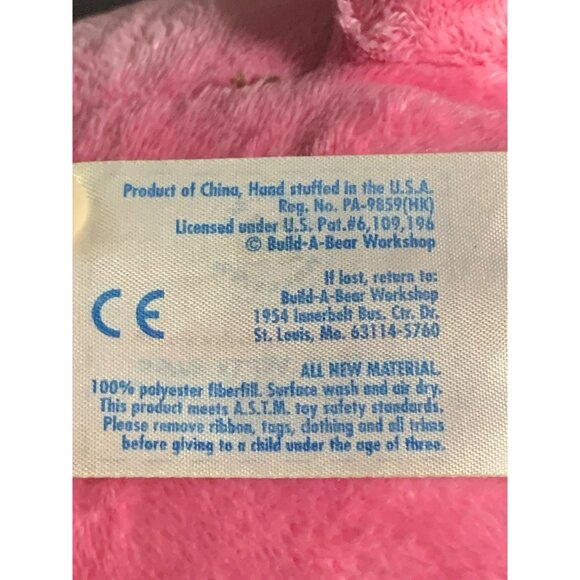 Product of China, Hand stuffed in the U.S.A.
Reg. No. PA-9859(HK)
Licensed under U.S. Pat.#6,109,196
© Build-A-Bear Workshop
If lost, return to:
Build-A-Bear Workshop
1954 Innerbelt Bus. Ctr. Dr.
St. Louis, Mo. 63114-5760
CE
ALL NEW MATERIAL.
100% polyester fiberfill. Surface wash and air dry.
This product meets A.S.T.M. toy safety standards.
Please remove ribbon, tags, clothing and all trims
before giving to a child under the age of three.